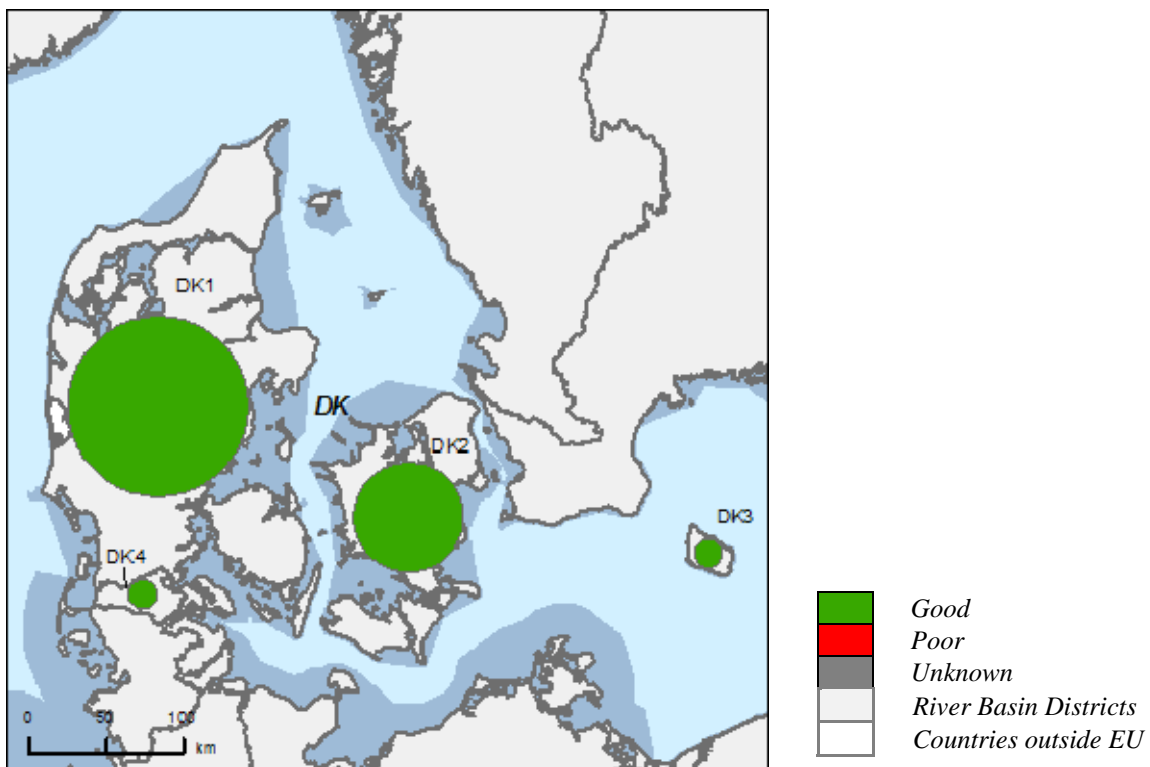 DK1
DK
DK2
DK3
DK4
0 50 100
km
Good
Poor
Unknown
River Basin Districts
Countries outside EU